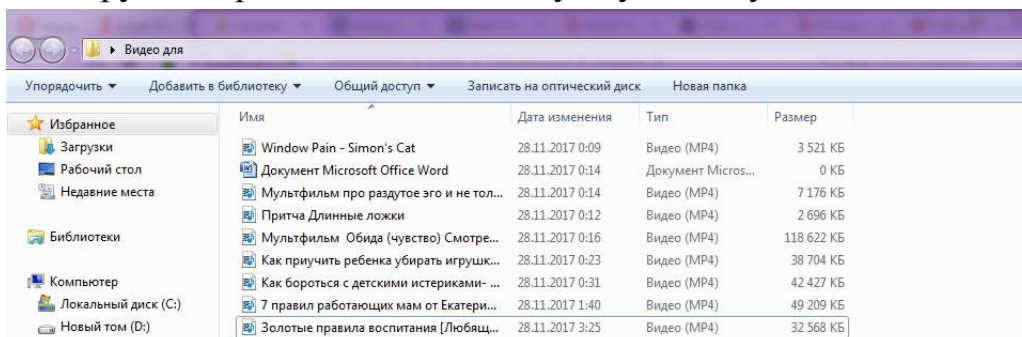 Видео для
Упорядочить Добавить в библиотеку Общий доступ Записать на оптический диск Новая папка
Имя Дата изменения Тип Размер
Избранное
Загрузки
Рабочий стол
Недавние места
Библиотеки
Компьютер
Локальный диск (C:)
Новый том (D:)
Window Pain - Simon's Cat 28.11.2017 0:09 Видео (MP4) 3 521 КБ
Документ Microsoft Office Word 28.11.2017 0:14 Документ Micros... 0 КБ
Мультфильм про раздутое эго и не тол... 28.11.2017 0:14 Видео (MP4) 7 176 КБ
Притча Длинные ложки 28.11.2017 0:12 Видео (MP4) 2 696 КБ
Мультфильм Обида (чувство) Смотре... 28.11.2017 0:16 Видео (MP4) 118 622 КБ
Как приучить ребенка убирать игрушк... 28.11.2017 0:23 Видео (MP4) 38 704 КБ
Как бороться с детскими истериками- ... 28.11.2017 0:31 Видео (MP4) 42 427 КБ
7 правил работающих мам от Екатери... 28.11.2017 1:40 Видео (MP4) 49 209 КБ
Золотые правила воспитания [Любящ... 28.11.2017 3:25 Видео (MP4) 32 568 КБ